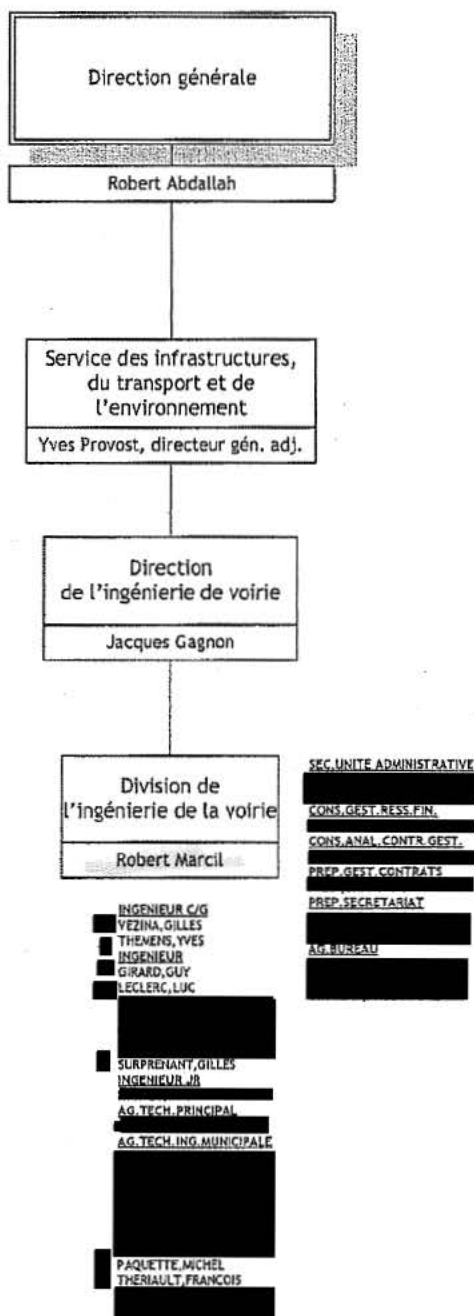 Direction générale
Robert Abdallah
Service des infrastructures,
du transport et de
l'environnement
Yves Provost, directeur gén. adj.
Direction
de l'ingénierie de voirie
Jacques Gagnon
Division de
l'ingénierie de la voirie
Robert Marcil
INGENIEUR C/G
VEZINA,GILLES
THEMENS,YVES
INGENIEUR
GIRARD,GUY
LECLERC,LUC
SURPRENANT,GILLES
INGENIEUR JR
AG.TECH.PRINCIPAL
AG.TECH.ING.MUNICIPALE
PAQUETTE,MICHEL
THERIAULT,FRANCOIS
SEC.UNITE ADMINISTRATIVE
CONS.GEST.RESS.FIN.
CONS.ANAL.CONTR.GEST.
PREP.GEST.CONTRATS
PREP.SECRETARIAT
AG.BUREAU